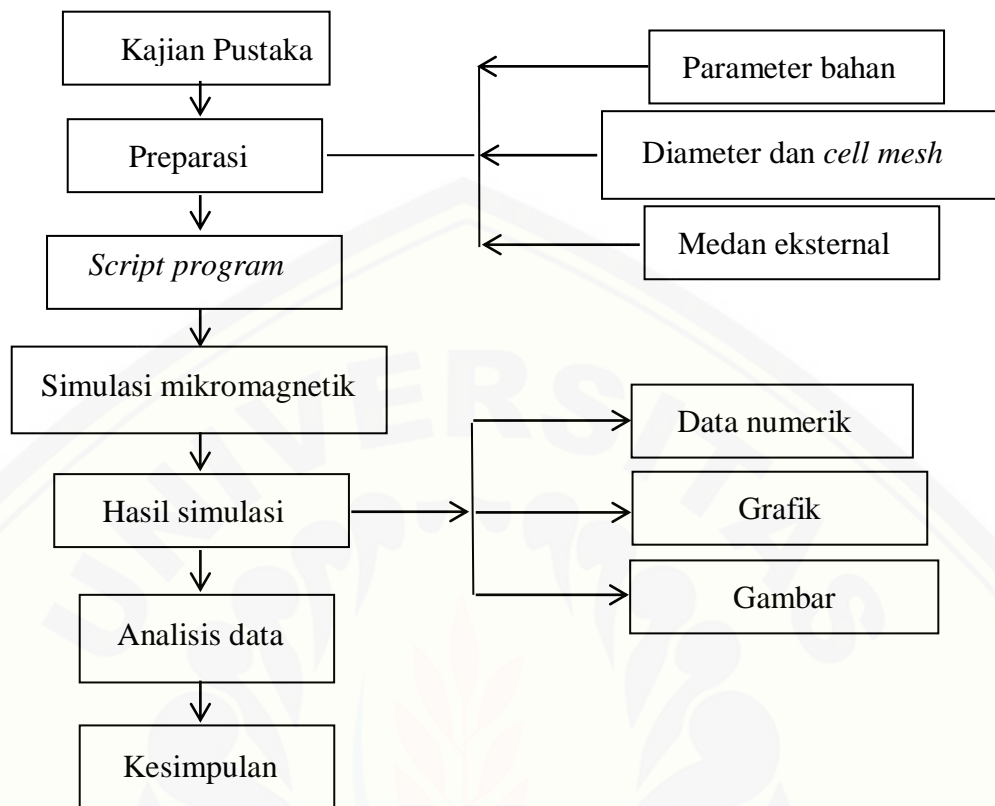 Kajian Pustaka
Parameter bahan
Preparasi
Diameter dan cell mesh
Script program
Medan eksternal
Simulasi mikromagnetik
Data numerik
Hasil simulasi
Grafik
Gambar
Analisis data
Kesimpulan
UNIVERSITAS